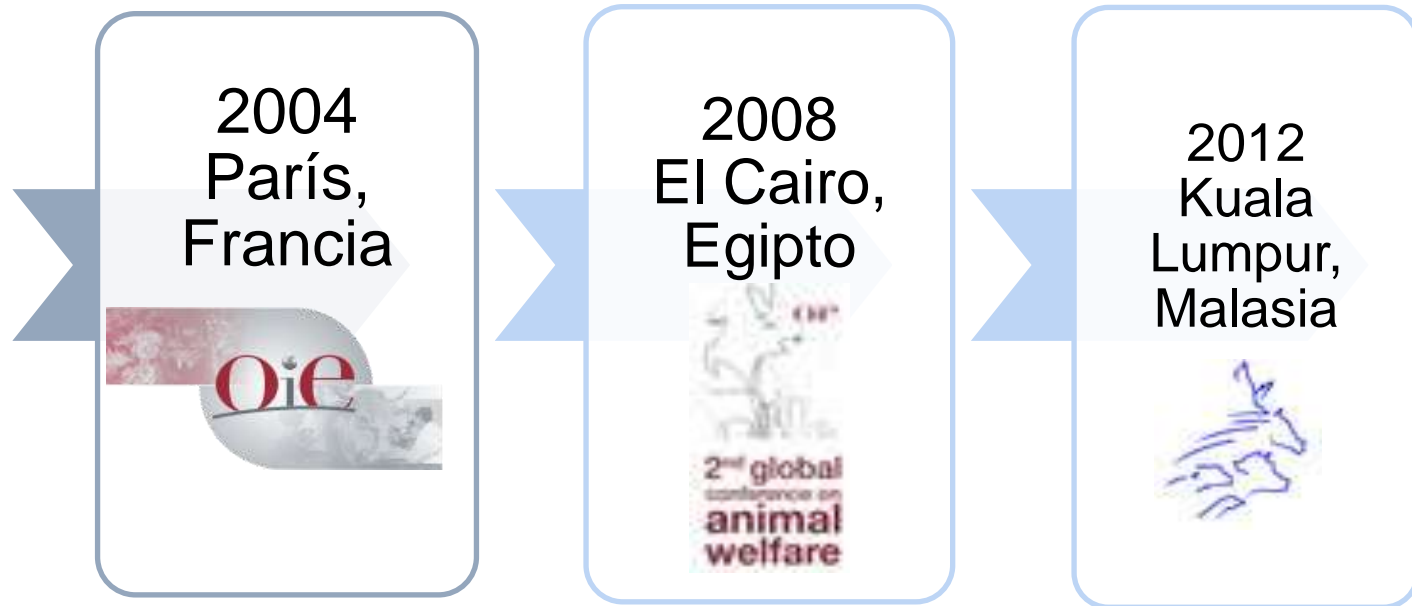 2004
París,
Francia
Oie
2008
El Cairo,
Egipto
Oie
2nd global
conference on
animal
welfare
2012
Kuala
Lumpur,
Malasia